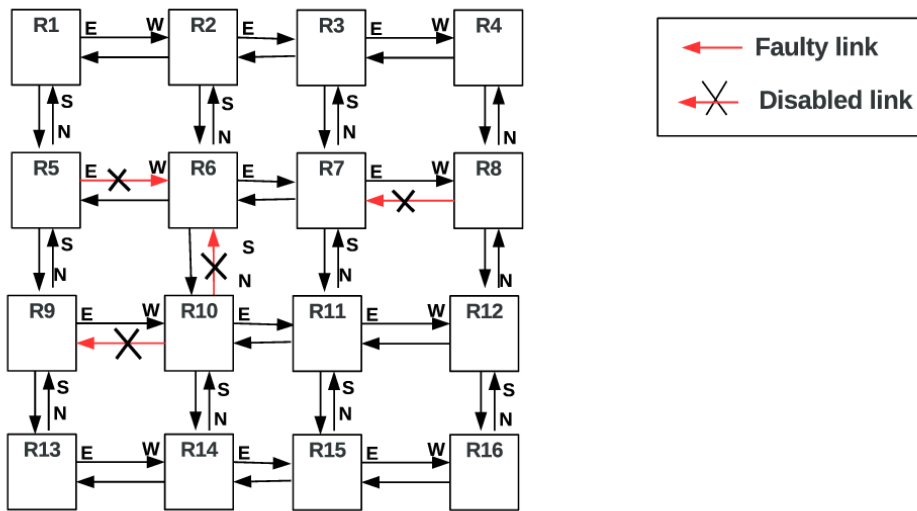 R1 E W R2 E R3 E W R4
Faulty link
Disabled link
S S S
N N N N
R5 E W R6 E R7 E W R8
S S S
N N N N
R9 E W R10 E R11 E W R12
S S S S
N N N N
R13 E W R14 E R15 E W R16